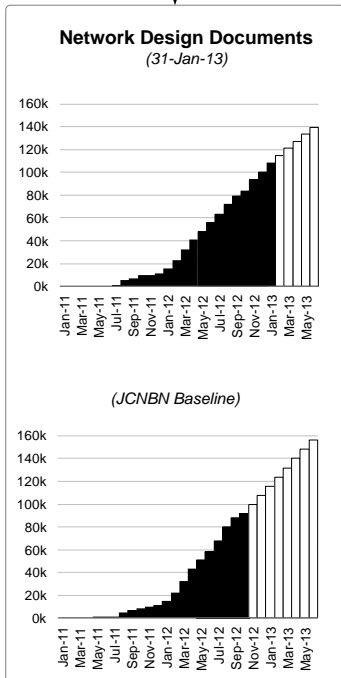 Network Design Documents
(31-Jan-13)
160k
140k
120k
100k
80k
60k
40k
20k
0k
Jan-11 Mar-11 May-11 Jul-11 Sep-11 Nov-11 Jan-12 Mar-12 May-12 Jul-12 Sep-12 Nov-12 Jan-13 Mar-13 May-13
(JCNBN Baseline)
160k
140k
120k
100k
80k
60k
40k
20k
0k
Jan-11 Mar-11 May-11 Jul-11 Sep-11 Nov-11 Jan-12 Mar-12 May-12 Jul-12 Sep-12 Nov-12 Jan-13 Mar-13 May-13